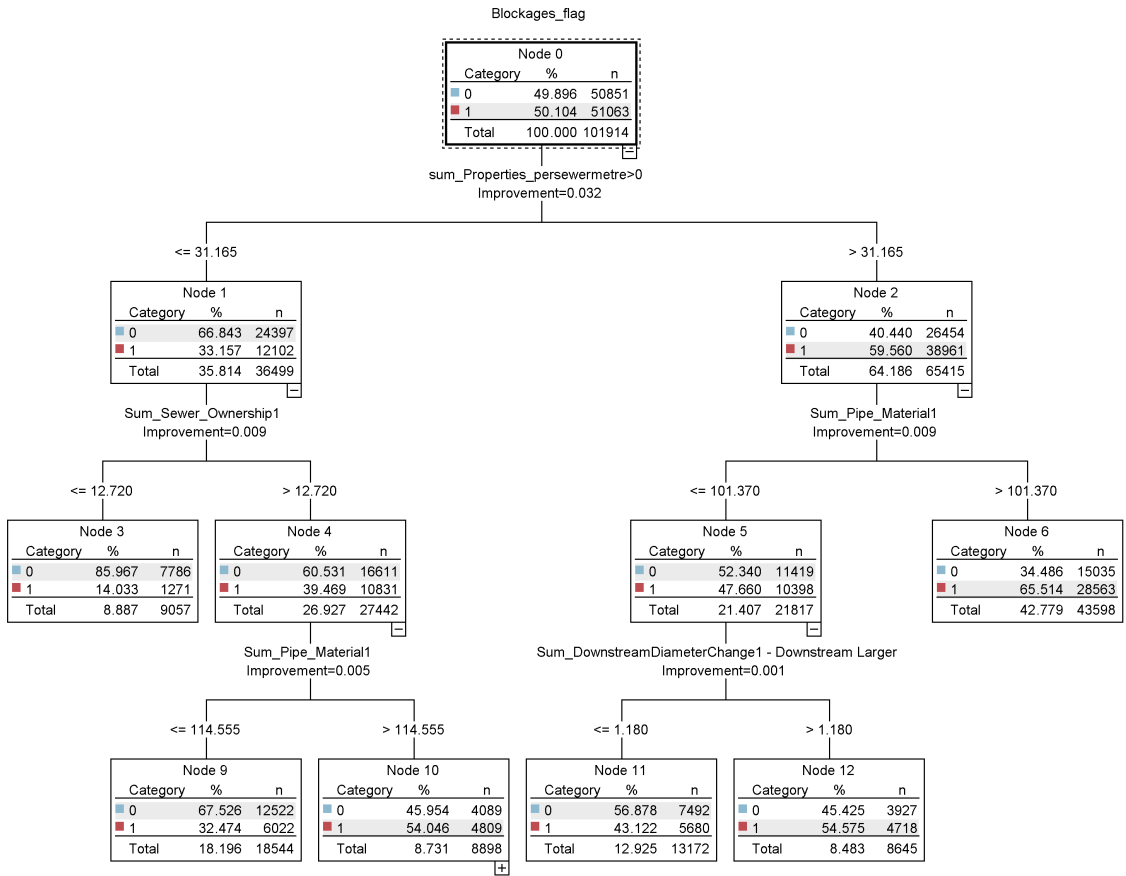 Blockages_flag
Node 0
Category % n
0 49.896 50851
1 50.104 51063
Total 100.000 101914
sum_Properties_persewermetre>0
Improvement=0.032
<= 31.165
> 31.165
Node 1
Category % n
0 66.843 24397
1 33.157 12102
Total 35.814 36499
Node 2
Category % n
0 40.440 26454
1 59.560 38961
Total 64.186 65415
Sum_Sewer_Ownership1
Improvement=0.009
Sum_Pipe_Material1
Improvement=0.009
<= 12.720
> 12.720
<= 101.370
> 101.370
Node 3
Category % n
0 85.967 7786
1 14.033 1271
Total 8.887 9057
Node 4
Category % n
0 60.531 16611
1 39.469 10831
Total 26.927 27442
Node 5
Category % n
0 52.340 11419
1 47.660 10398
Total 21.407 21817
Node 6
Category % n
0 34.486 15035
1 65.514 28563
Total 42.779 43598
Sum_Pipe_Material1
Improvement=0.005
Sum_DownstreamDiameterChange1 - Downstream Larger
Improvement=0.001
<= 114.555
> 114.555
<= 1.180
> 1.180
Node 9
Category % n
0 67.526 12522
1 32.474 6022
Total 18.196 18544
Node 10
Category % n
0 45.954 4089
1 54.046 4809
Total 8.731 8898
Node 11
Category % n
0 56.878 7492
1 43.122 5680
Total 12.925 13172
Node 12
Category % n
0 45.425 3927
1 54.575 4718
Total 8.483 8645